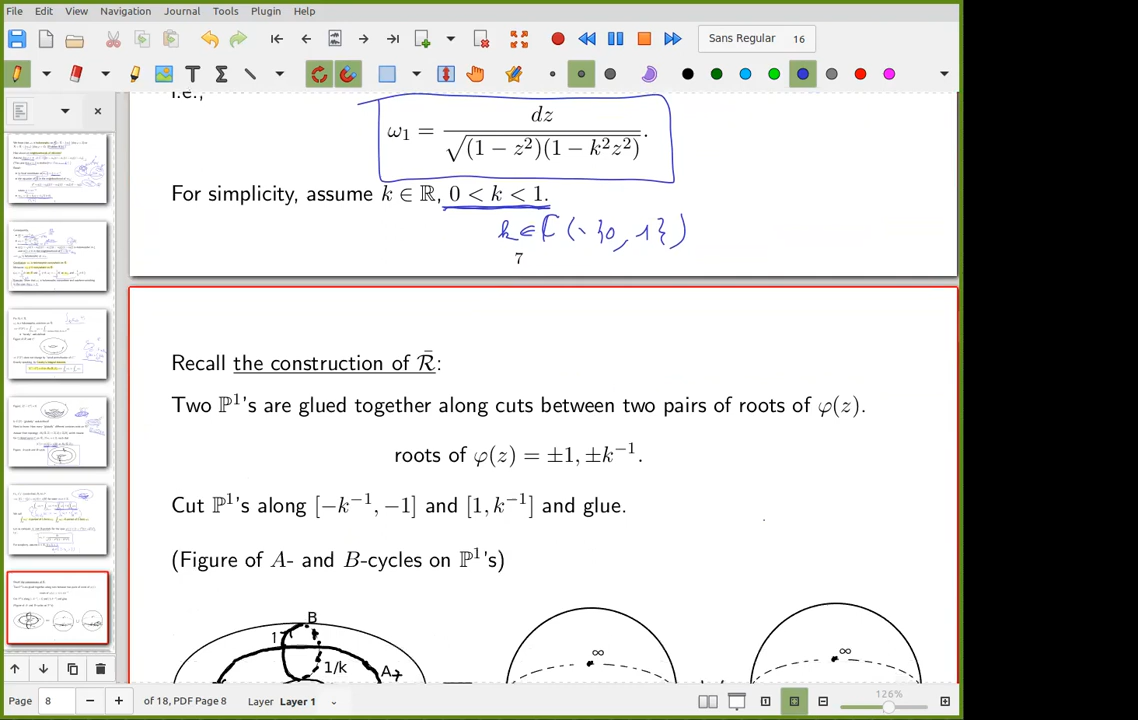 File Edit View Navigation Journal Tools Plugin Help
Sans Regular 16
i.e.,
ω₁ = dz / √((1 − z²)(1 − k²z²)).
For simplicity, assume k ∈ ℝ, 0 < k < 1.
k ∈ ℂ (∖ {0, 1})
7
Recall the construction of R̄:
Two ℙ¹'s are glued together along cuts between two pairs of roots of φ(z).
roots of φ(z) = ±1, ±k⁻¹.
Cut ℙ¹'s along [−k⁻¹, −1] and [1, k⁻¹] and glue.
(Figure of A- and B-cycles on ℙ¹'s)
B
1
1/k
A
∞
∞
Page 8 of 18, PDF Page 8 Layer Layer 1 126%